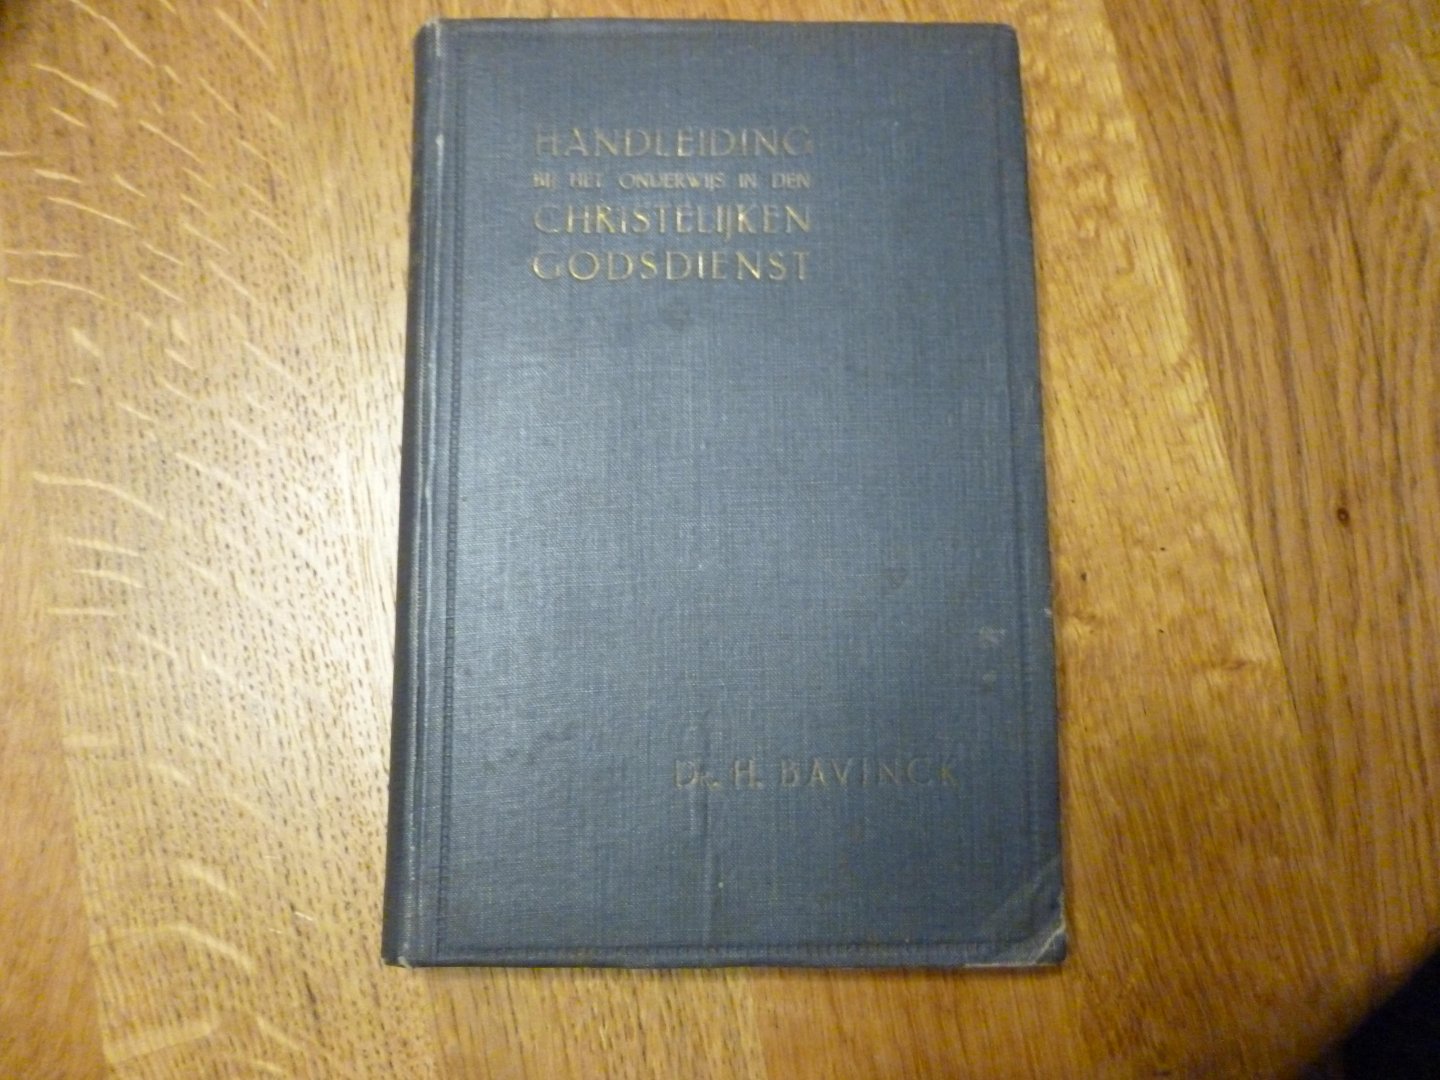 HANDLEIDING
BIJ HET ONDERWIJS IN DEN
CHRISTELIJKEN
GODSDIENST
Dr. H. BAVINCK